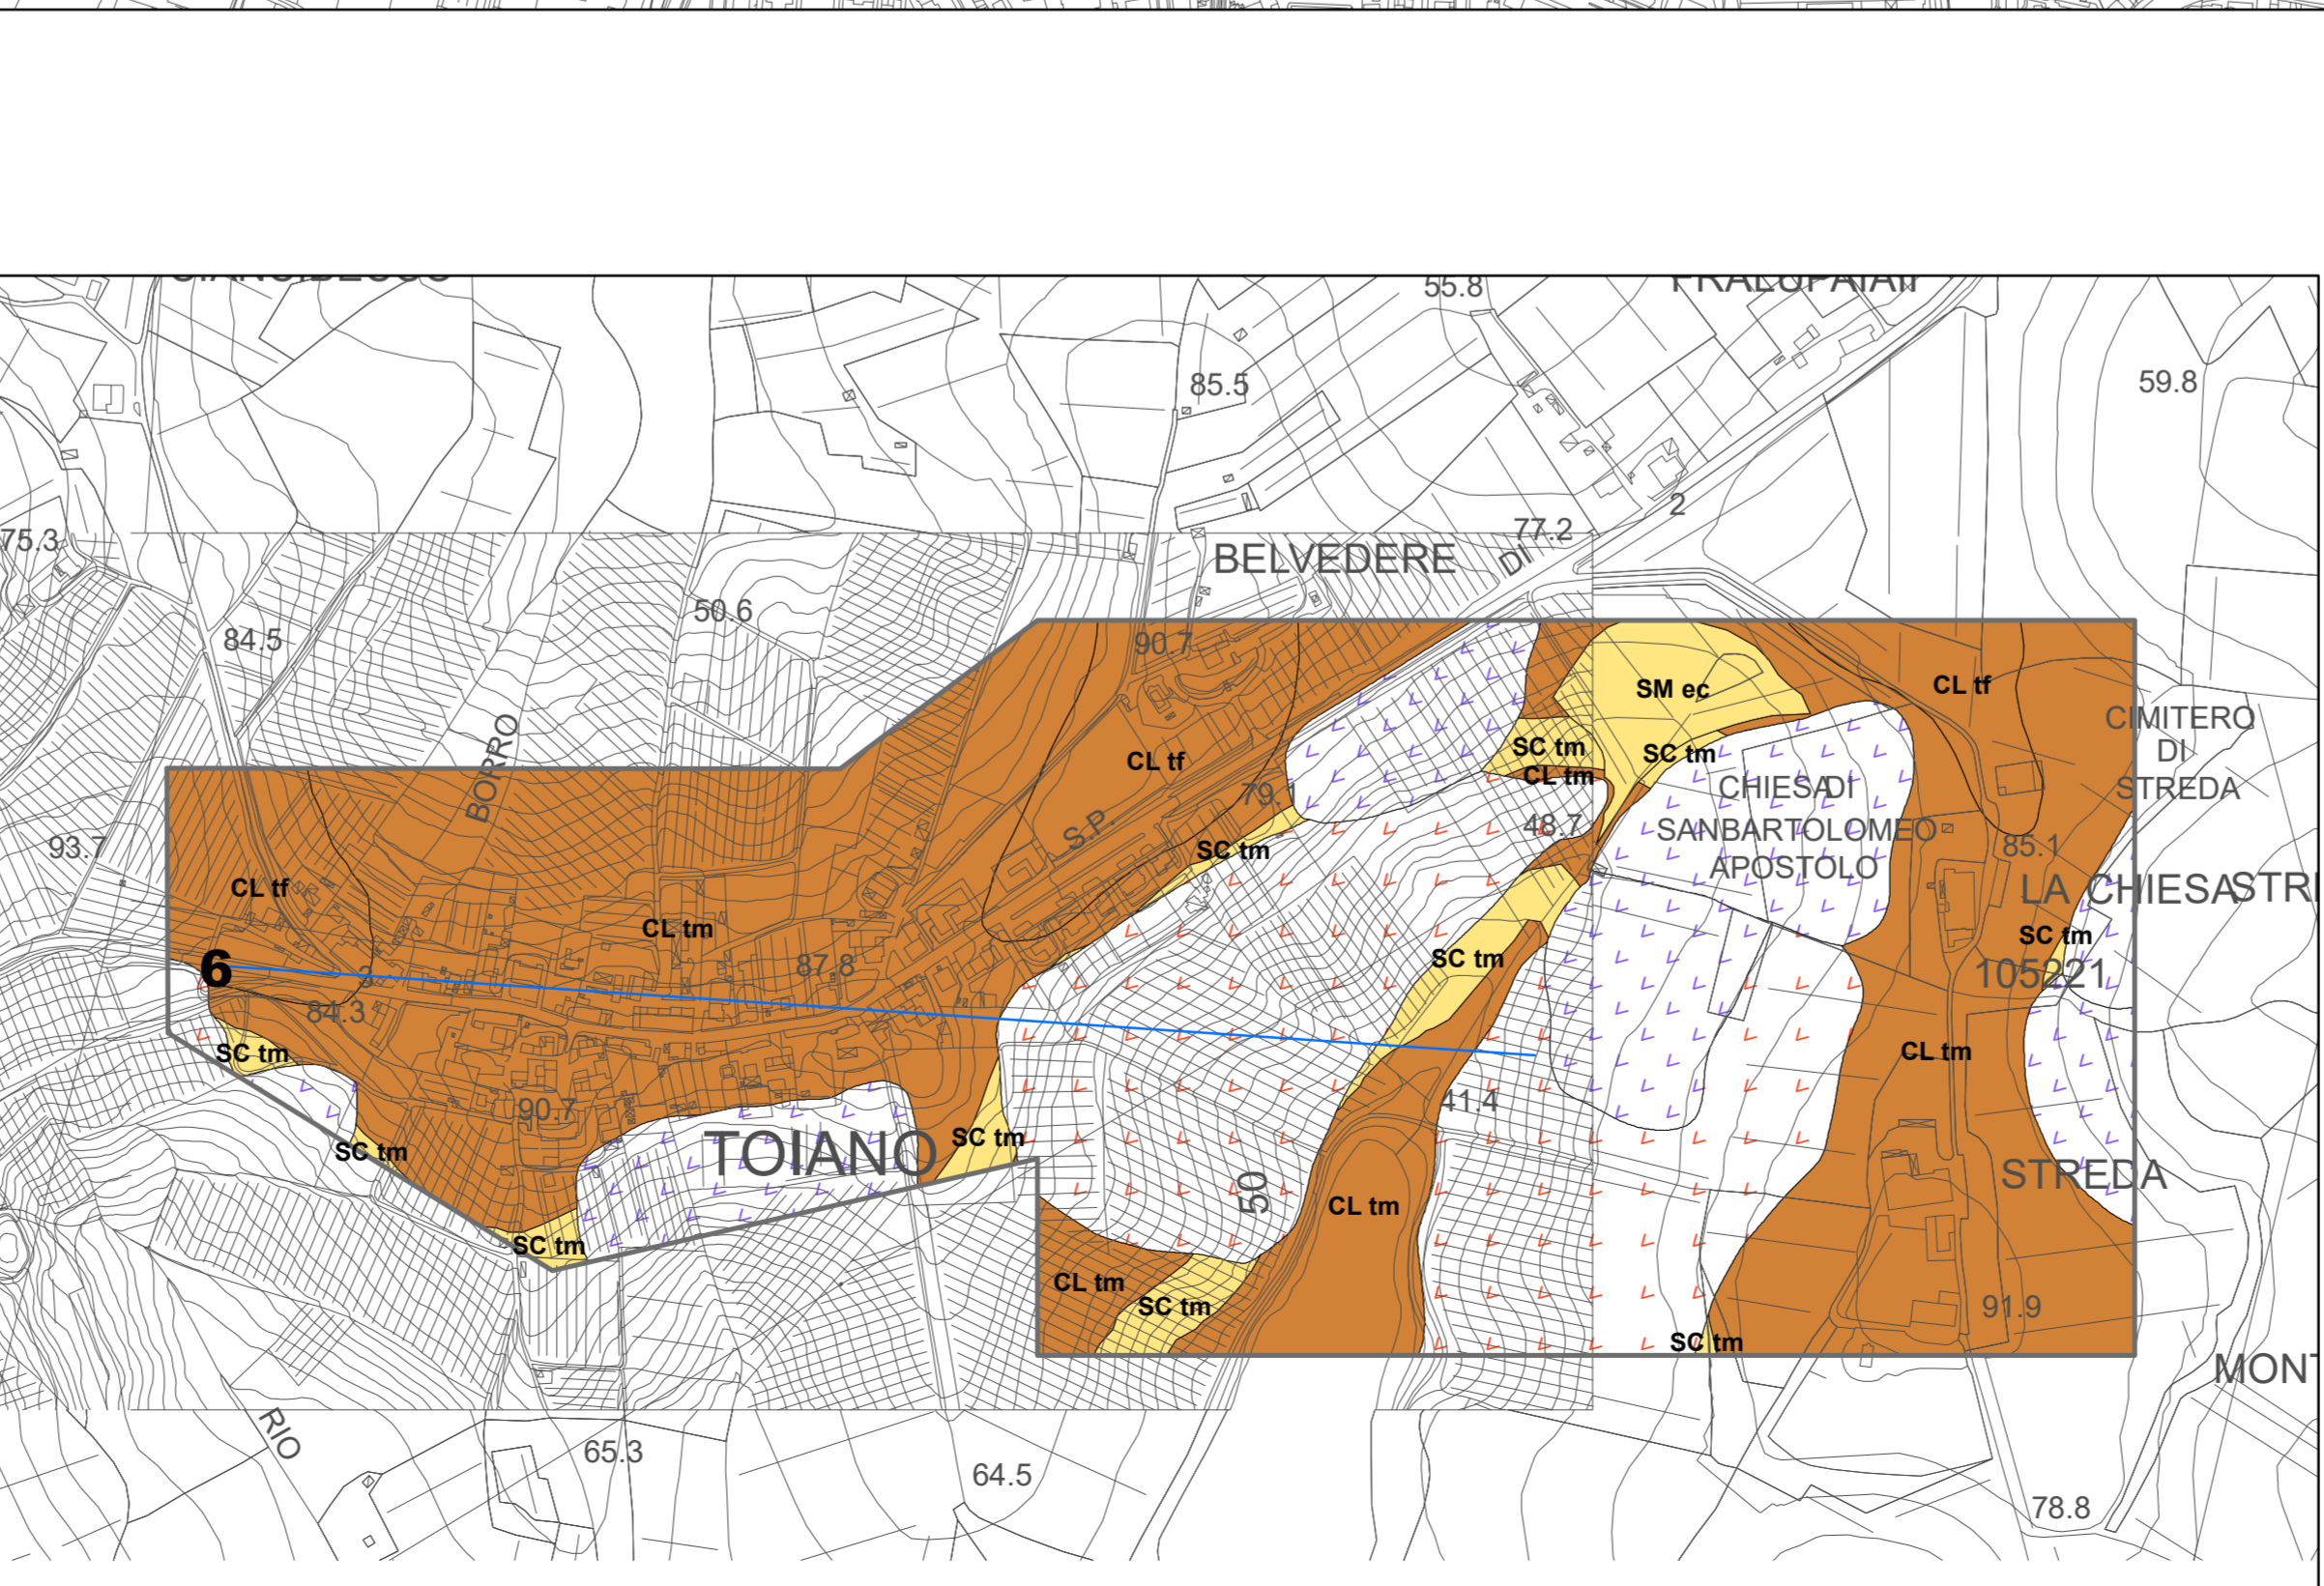 55.8
85.5
59.8
2
77.2
75.3
BELVEDERE
DI
50.6
84.5
90.7
SM ec
CL tf
CIMITERO
DI
STREDA
BORRO
SC tm
SC tm
CL tf
CL tm
CHIESA DI
79.1
S.P.
48.7
SANBARTOLOMEO
APOSTOLO
93.7
SC tm
85.1
CL tf
LA CHIESA
CL tm
SC tm
SC tm
87.8
6
3
105221
84.3
SC tm
CL tm
41.4
90.7
SC tm
TOIANO
SC tm
STREDA
50
CL tm
SC tm
CL tm
SC tm
91.9
SC tm
RIO
65.3
64.5
78.8